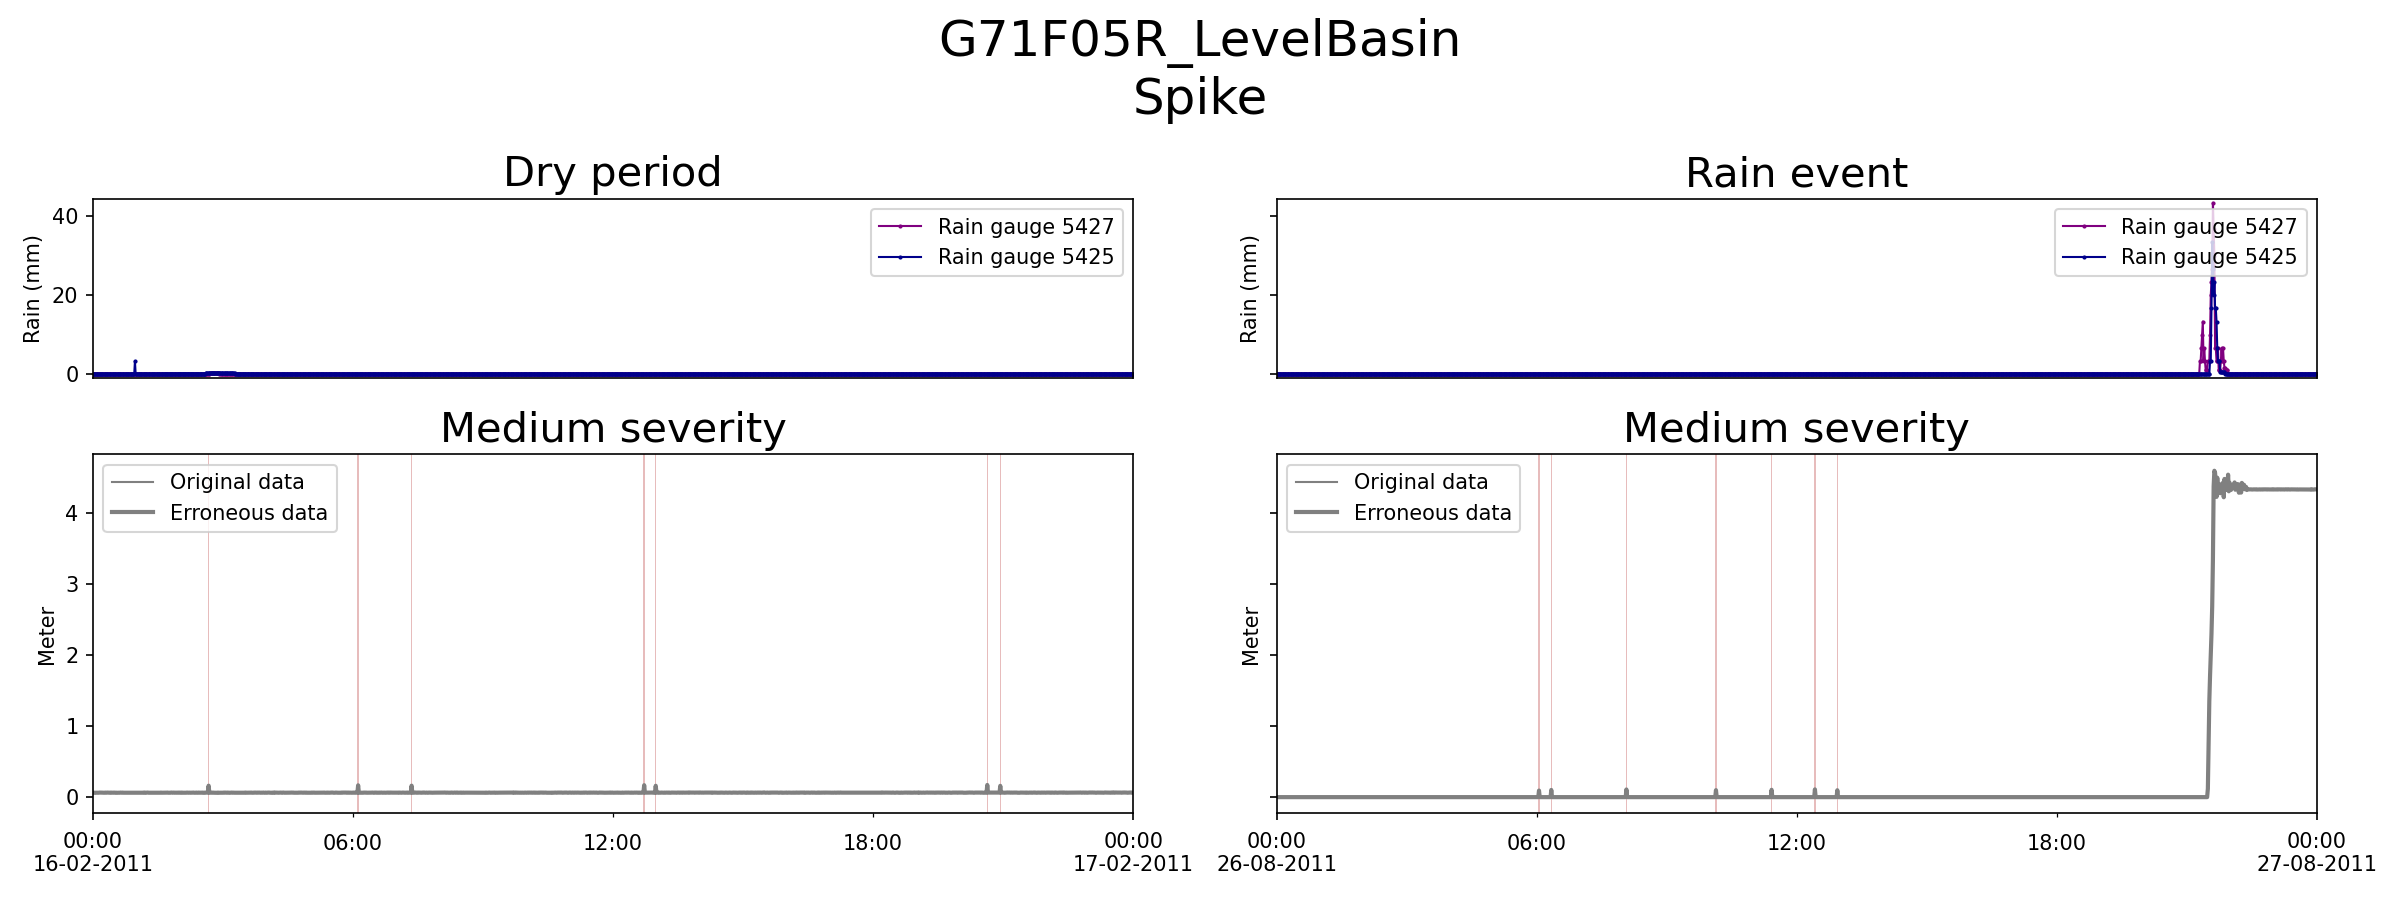 G71F05R_LevelBasin
Spike
Dry period
Rain (mm)
40
20
0
Rain gauge 5427
Rain gauge 5425
Rain event
Rain (mm)
Rain gauge 5427
Rain gauge 5425
Medium severity
Meter
4
3
2
1
0
Original data
Erroneous data
00:00
16-02-2011
06:00
12:00
18:00
00:00
17-02-2011
Medium severity
Meter
Original data
Erroneous data
00:00
26-08-2011
06:00
12:00
18:00
00:00
27-08-2011